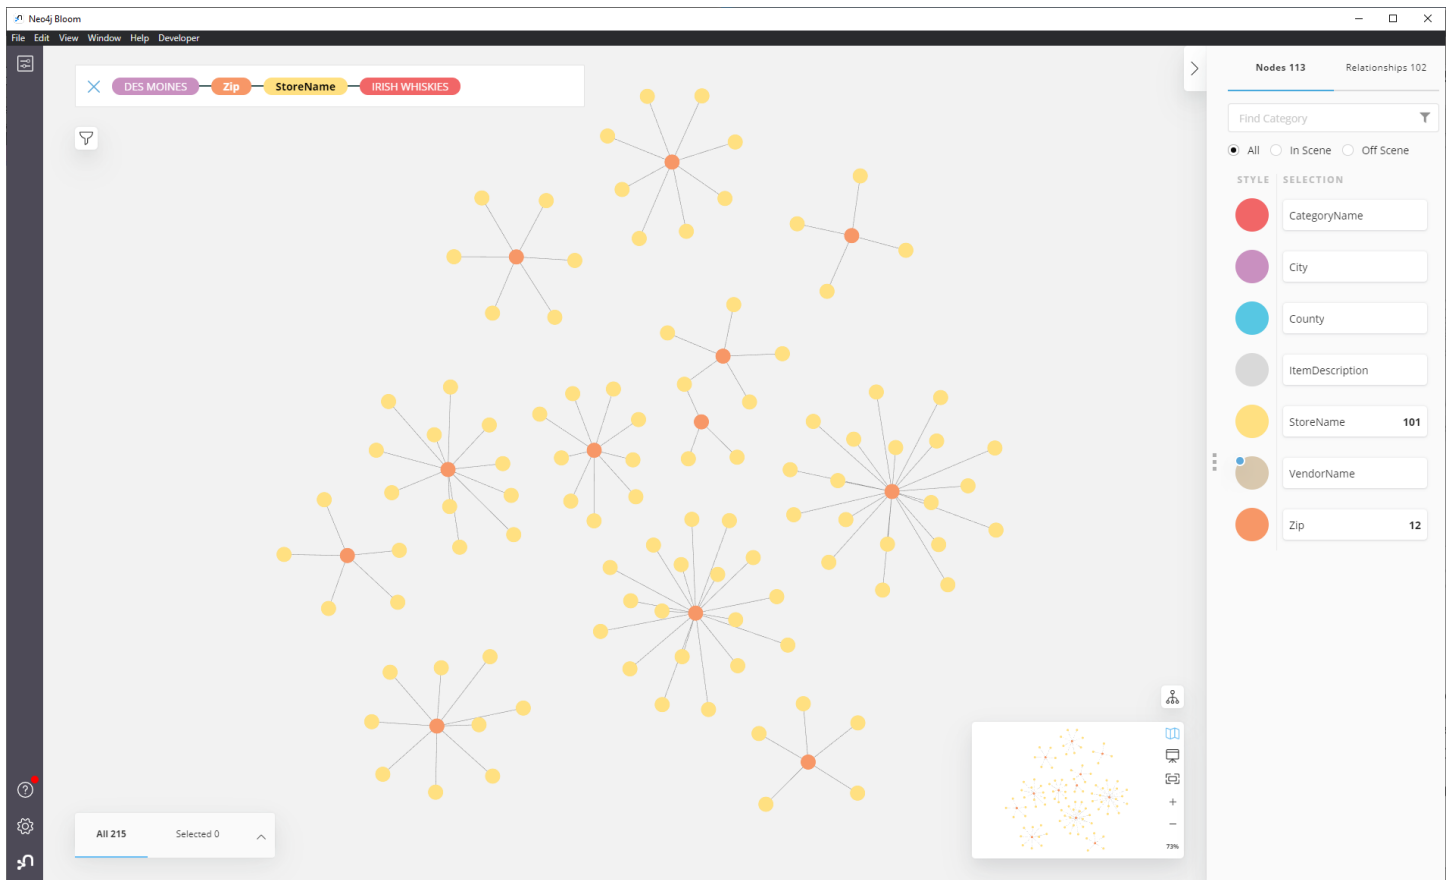 Neo4j Bloom
File Edit View Window Help Developer
DES MOINES Zip StoreName IRISH WHISKIES
Nodes 113 Relationships 102
Find Category
All In Scene Off Scene
STYLE SELECTION
CategoryName
City
County
ItemDescription
StoreName 101
VendorName
Zip 12
All 215 Selected 0
73%